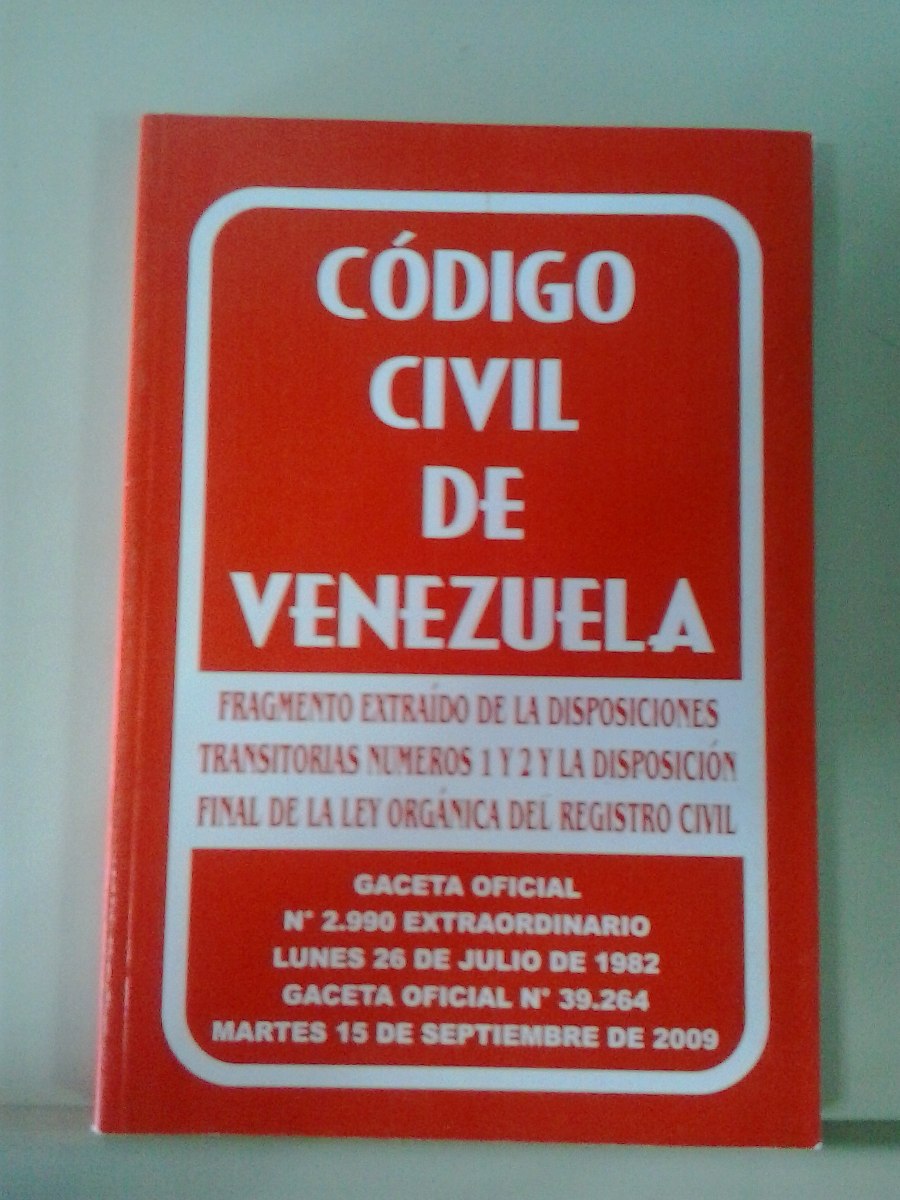 CÓDIGO
CIVIL
DE
VENEZUELA
FRAGMENTO EXTRAÍDO DE LA DISPOSICIONES
TRANSITORIAS NUMEROS 1 Y 2 Y LA DISPOSICIÓN
FINAL DE LA LEY ORGÁNICA DEL REGISTRO CIVIL
GACETA OFICIAL
N° 2.990 EXTRAORDINARIO
LUNES 26 DE JULIO DE 1982
GACETA OFICIAL N° 39.264
MARTES 15 DE SEPTIEMBRE DE 2009